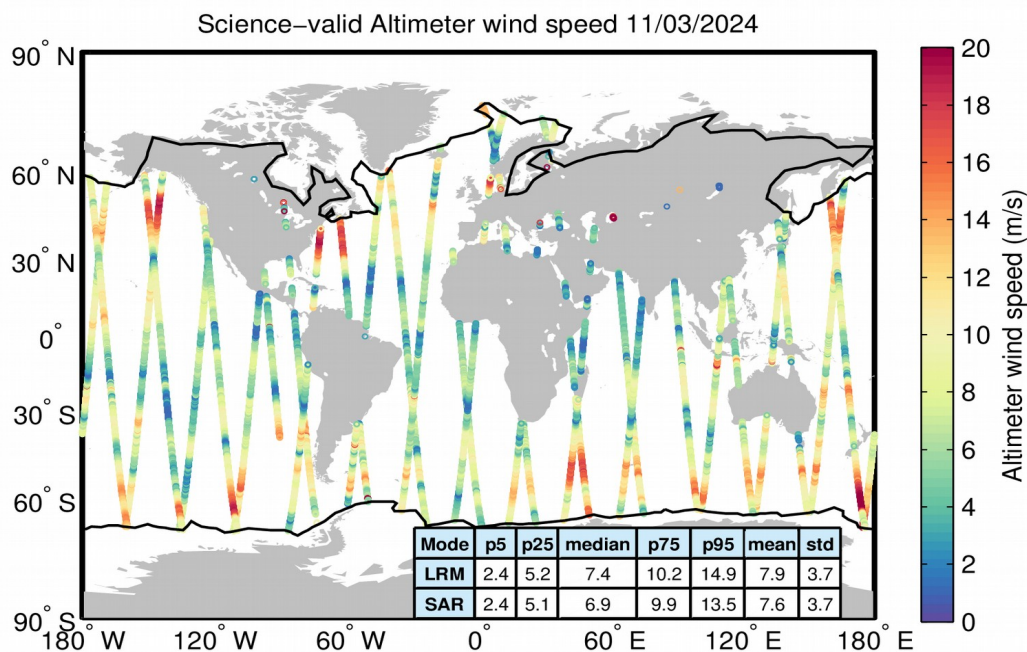 Science−valid Altimeter wind speed 11/03/2024
90° N
60° N
30° N
0°
30° S
60° S
90° S
180° W
120° W
60° W
0°
60° E
120° E
180° E
Mode p5 p25 median p75 p95 mean std
LRM 2.4 5.2 7.4 10.2 14.9 7.9 3.7
SAR 2.4 5.1 6.9 9.9 13.5 7.6 3.7
20
18
16
14
12
10
8
6
4
2
0
Altimeter wind speed (m/s)